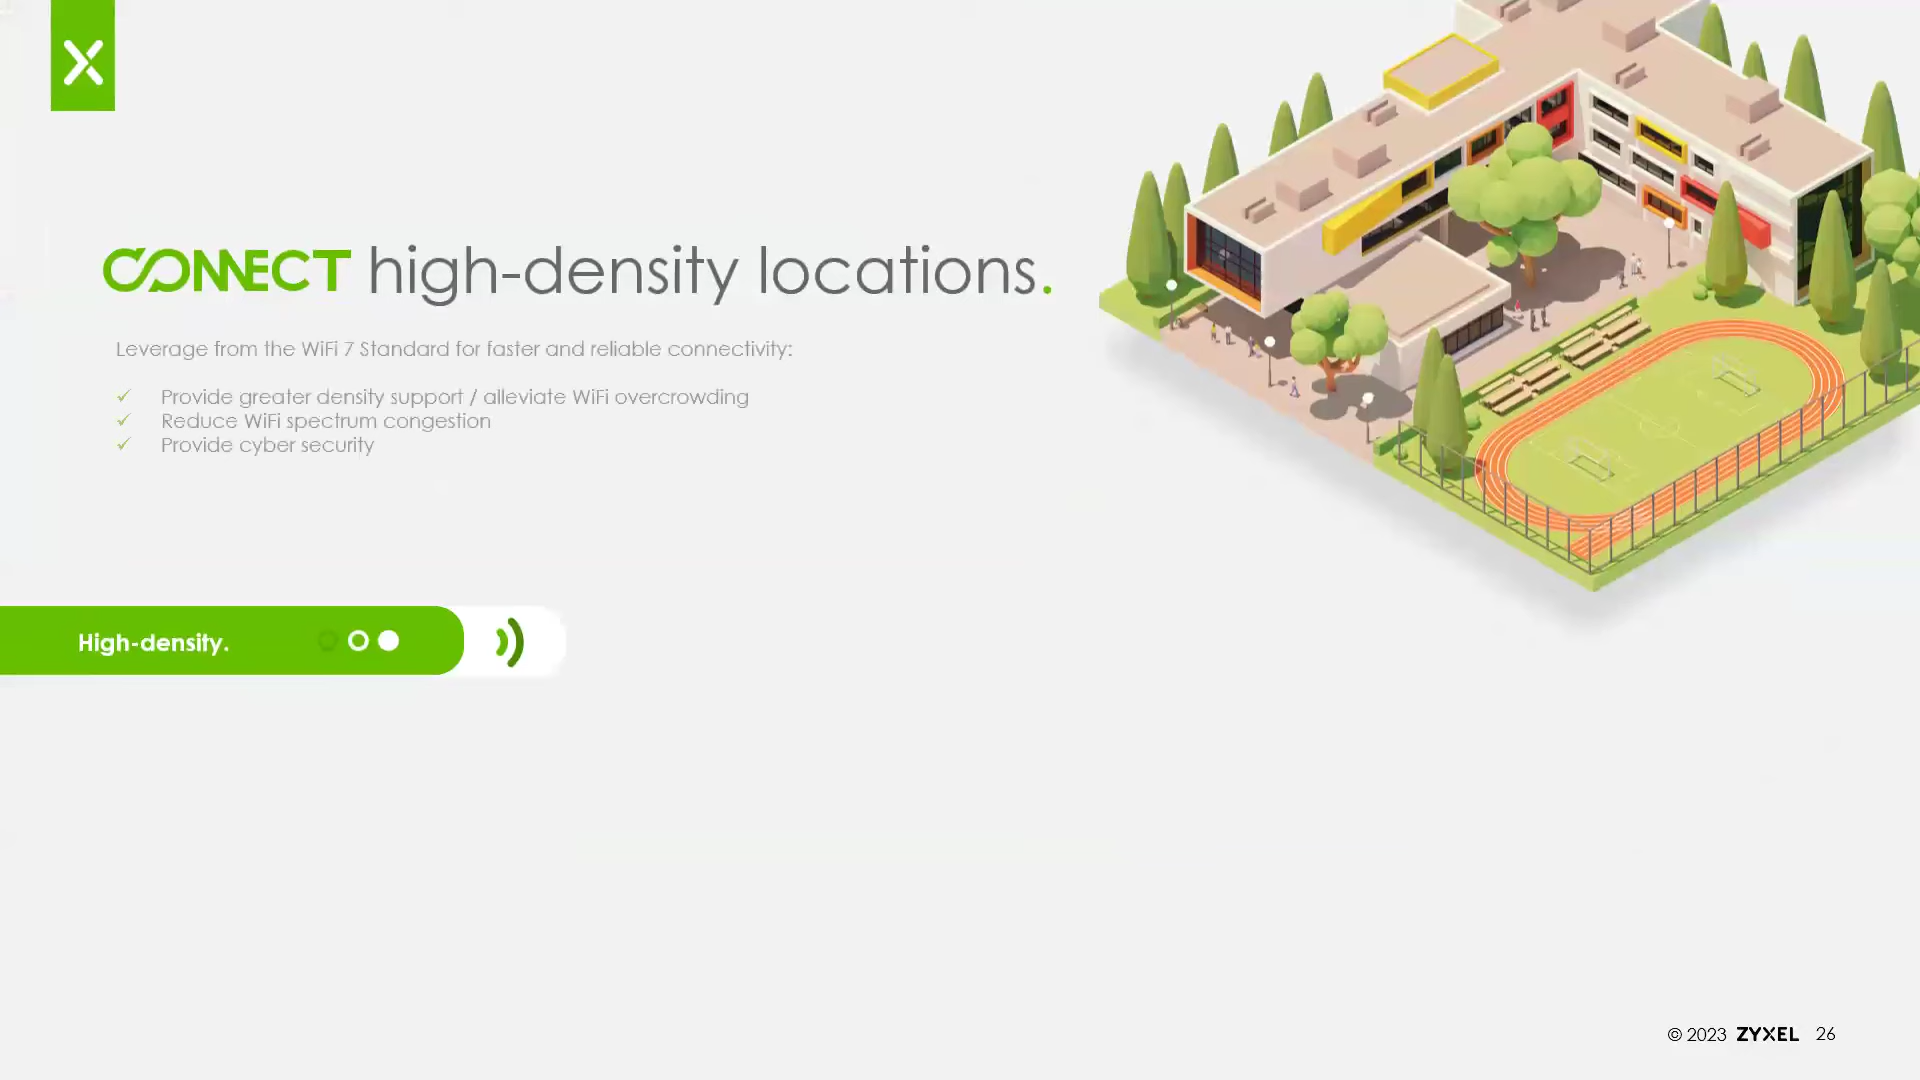 CONNECT high-density locations.
Leverage from the WiFi 7 Standard for faster and reliable connectivity:
✓ Provide greater density support / alleviate WiFi overcrowding
✓ Reduce WiFi spectrum congestion
✓ Provide cyber security
High-density.
© 2023 ZYXEL 26